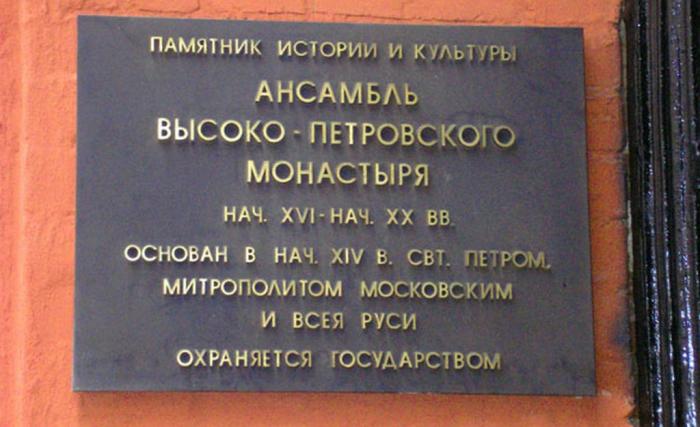 ПАМЯТНИК ИСТОРИИ И КУЛЬТУРЫ
АНСАМБЛЬ
ВЫСОКО - ПЕТРОВСКОГО
МОНАСТЫРЯ
НАЧ. XVI - НАЧ. XX ВВ.
ОСНОВАН В НАЧ. XIV В. СВТ. ПЕТРОМ,
МИТРОПОЛИТОМ МОСКОВСКИМ
И ВСЕЯ РУСИ
ОХРАНЯЕТСЯ ГОСУДАРСТВОМ